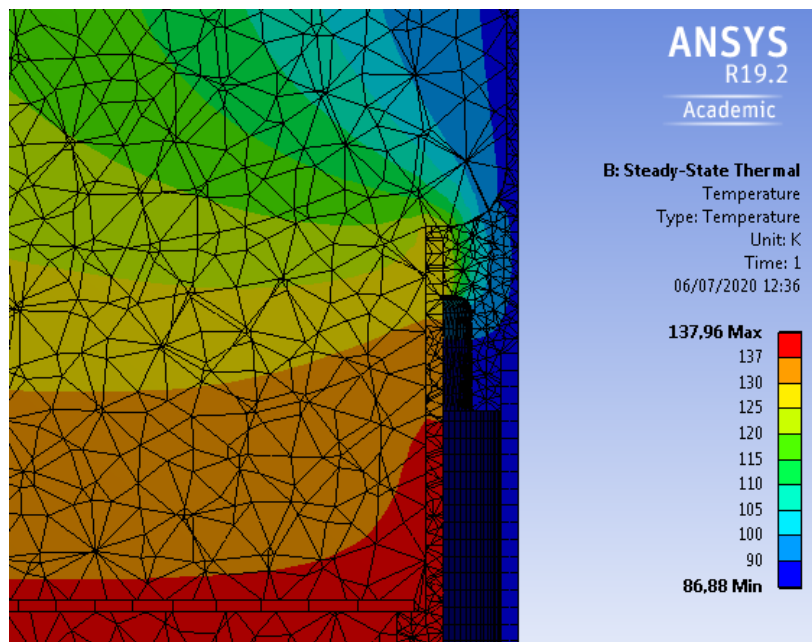 ANSYS
R19.2
Academic
B: Steady-State Thermal
Temperature
Type: Temperature
Unit: K
Time: 1
06/07/2020 12:36
137,96 Max
137
130
125
120
115
110
105
100
90
86,88 Min